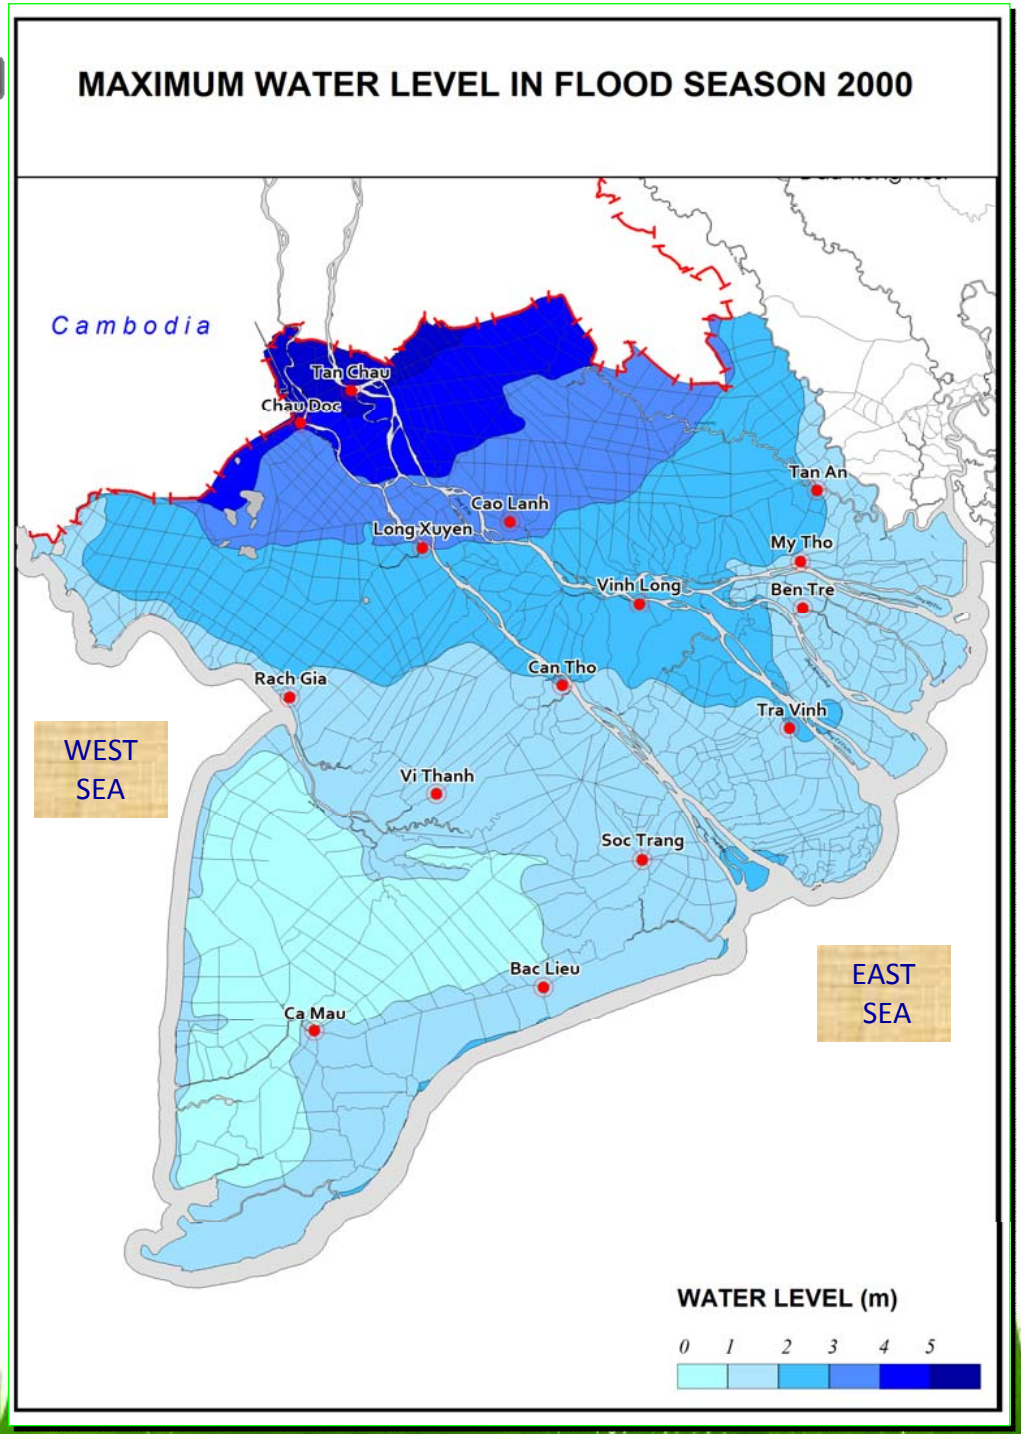 MAXIMUM WATER LEVEL IN FLOOD SEASON 2000
Cambodia
Tan Chau
Chau Doc
Tan An
Cao Lanh
Long Xuyen
My Tho
Vinh Long
Ben Tre
Can Tho
Rach Gia
Tra Vinh
WEST
SEA
Vi Thanh
Soc Trang
Bac Lieu
EAST
SEA
Ca Mau
WATER LEVEL (m)
0 1 2 3 4 5